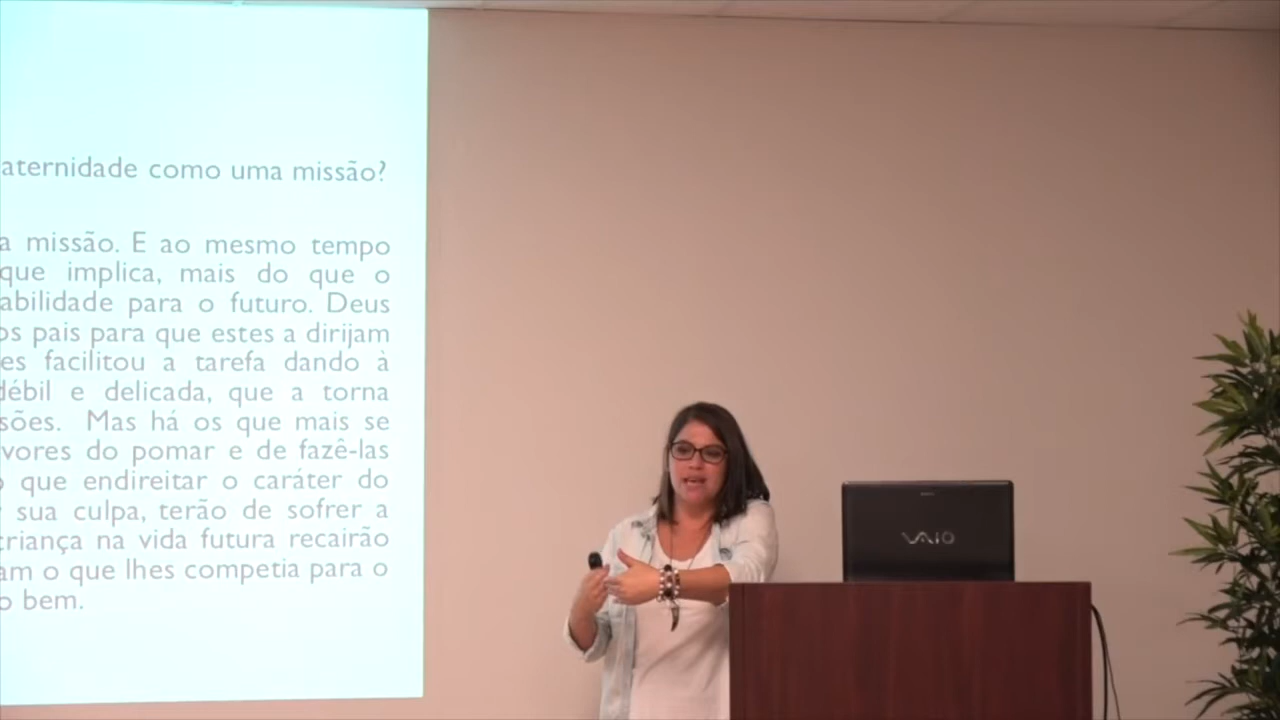 aternidade como uma missão?
a missão. E ao mesmo tempo
que implica, mais do que o
abilidade para o futuro. Deus
os pais para que estes a dirijam
es facilitou a tarefa dando à
débil e delicada, que a torna
sões. Mas há os que mais se
vores do pomar e de fazê-las
o que endireitar o caráter do
sua culpa, terão de sofrer a
criança na vida futura recairão
am o que lhes competia para o
o bem.
VAIO